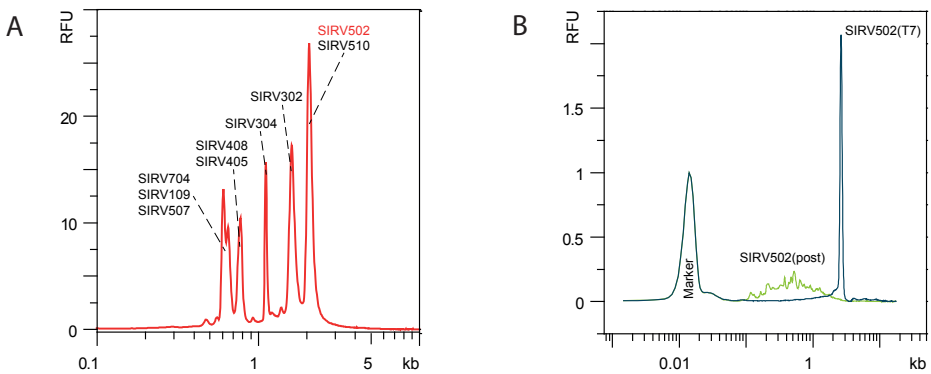 A
RFU
20
10
0
0.1
1
5
kb
SIRV502
SIRV510
SIRV302
SIRV304
SIRV408
SIRV405
SIRV704
SIRV109
SIRV507
B
RFU
1.5
1
0.5
0
0.01
1
kb
SIRV502(T7)
SIRV502(post)
Marker